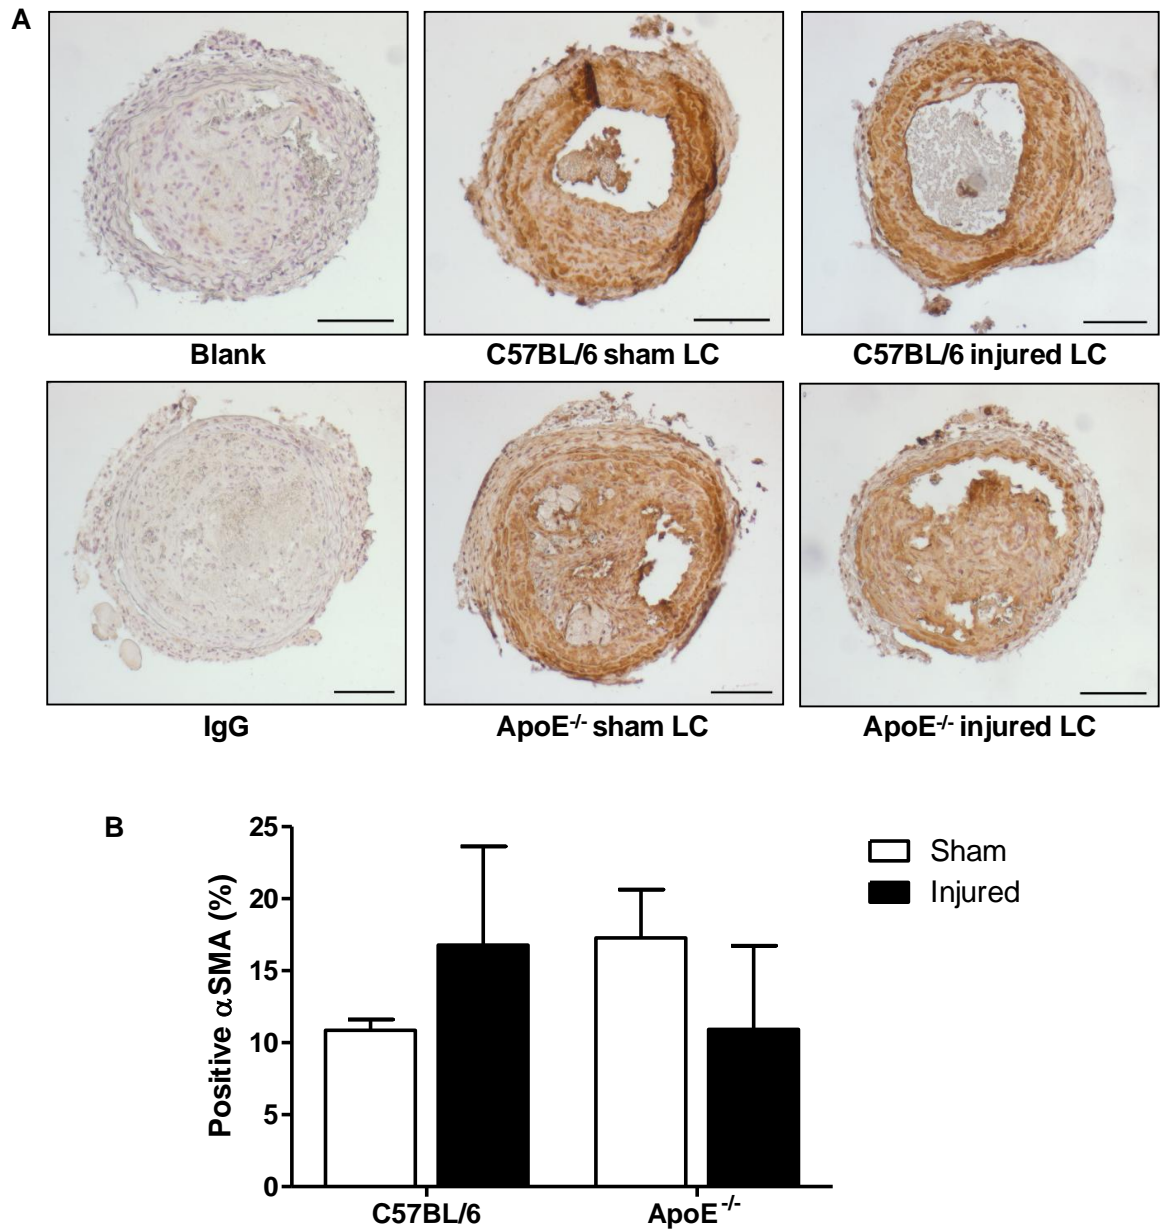 A
Blank
C57BL/6 sham LC
C57BL/6 injured LC
IgG
ApoE-/- sham LC
ApoE-/- injured LC
B
Positive αSMA (%)
25
20
15
10
5
0
C57BL/6
ApoE-/-
Sham
Injured